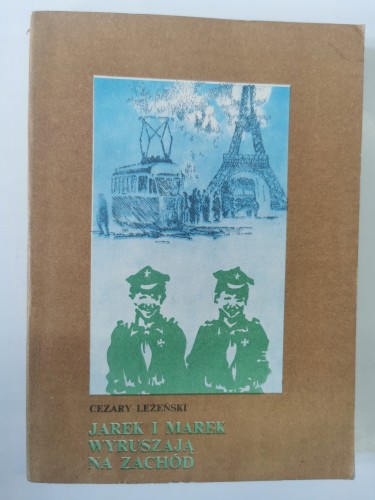 CEZARY LEŻEŃSKI
JAREK I MAREK
WYRUSZAJĄ
NA ZACHÓD